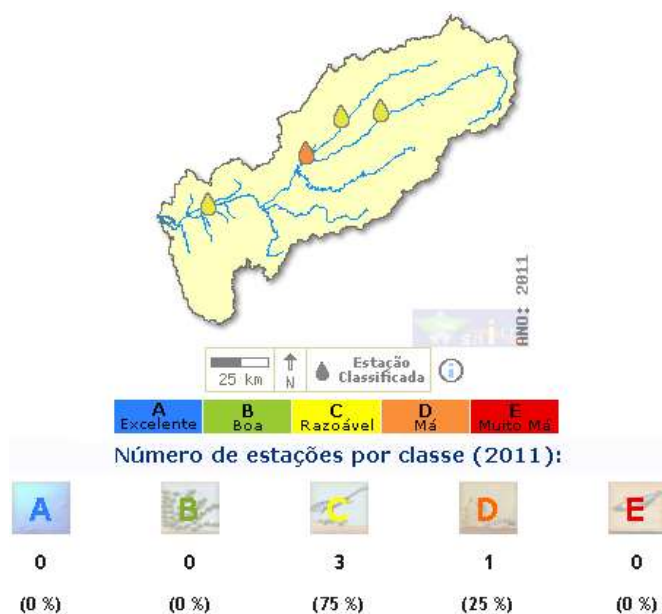 ANO: 2011
25 km
N
Estação
Classificada
i
A B C D E
Excelente Boa Razoável Má Muito Má
Número de estações por classe (2011):
A B C D E
0 0 3 1 0
(0 %) (0 %) (75 %) (25 %) (0 %)